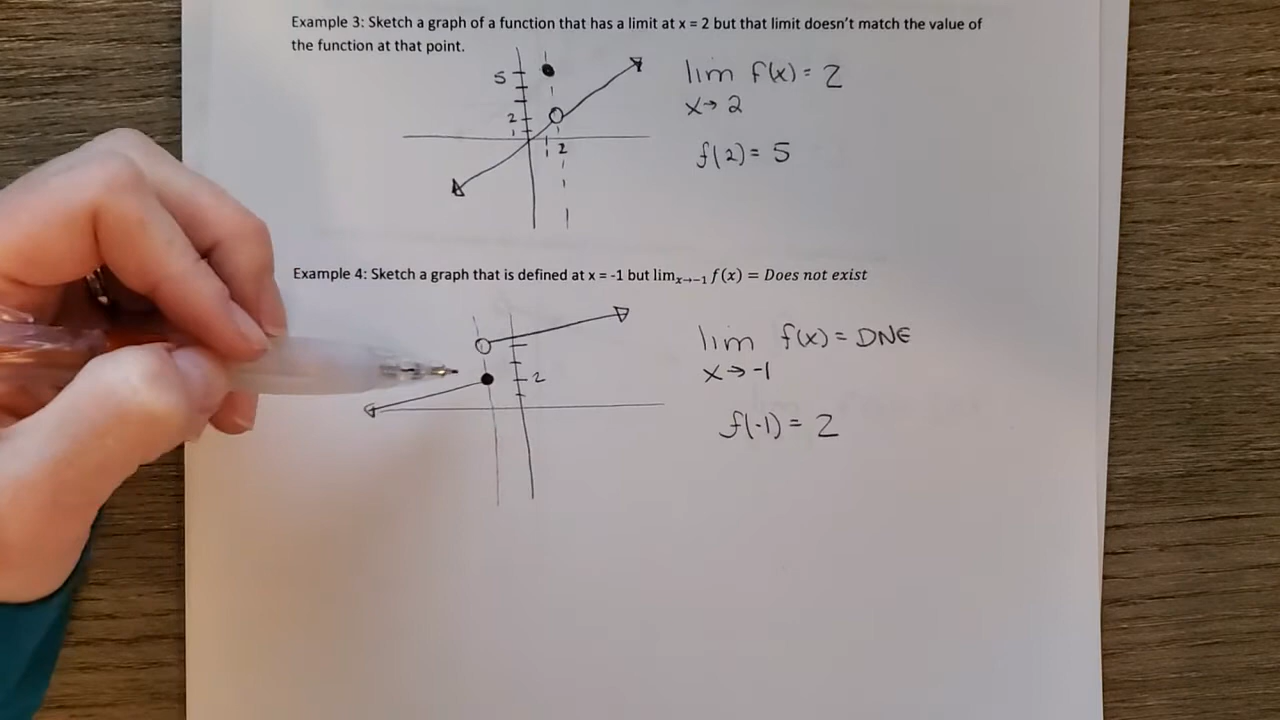 Example 3: Sketch a graph of a function that has a limit at x = 2 but that limit doesn't match the value of
the function at that point.
5
2
2
lim f(x) = 2
x→2
f(2) = 5
Example 4: Sketch a graph that is defined at x = -1 but limₓ→₋₁ f(x) = Does not exist
2
lim f(x) = DNE
x→-1
f(-1) = 2